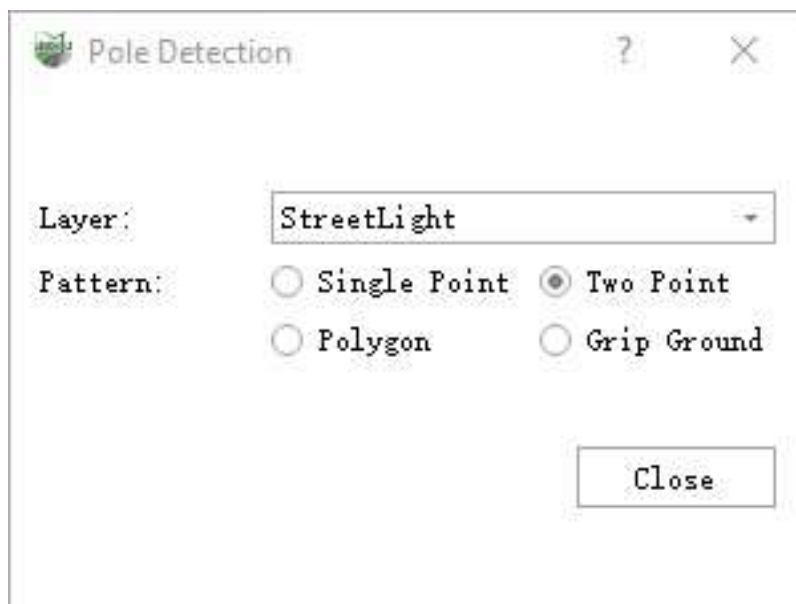 Pole Detection ?
Layer: StreetLight
Pattern: Single Point Two Point
Polygon Grip Ground
Close